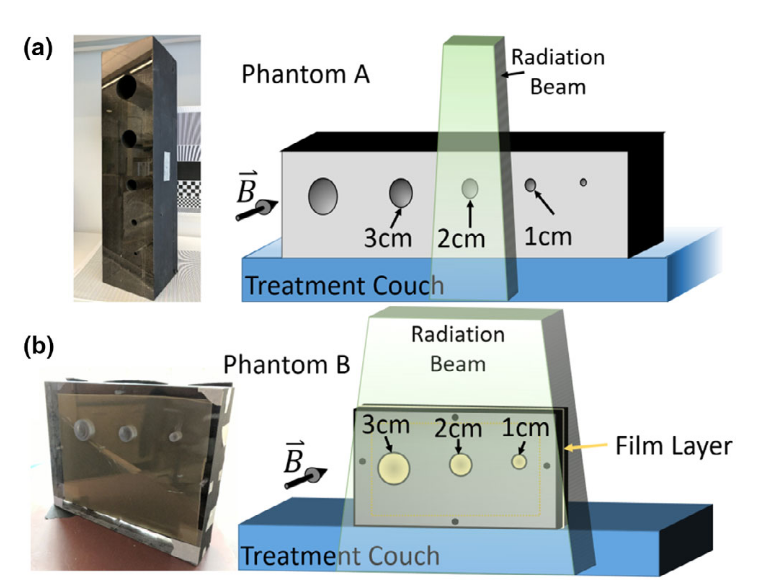 (a)
Phantom A
Radiation
Beam
B
3cm
2cm
1cm
Treatment Couch
(b)
Phantom B
Radiation
Beam
3cm
2cm
1cm
B
Film Layer
Treatment Couch